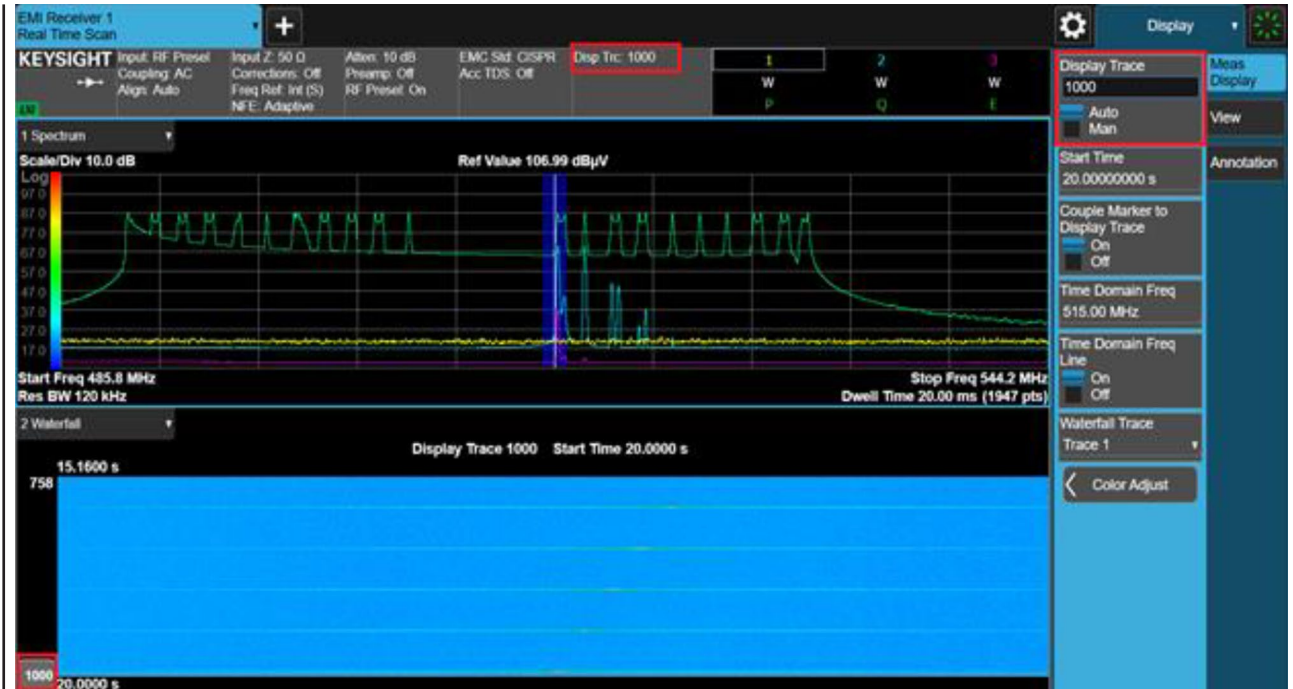 EMI Receiver 1
Real Time Scan
Display
KEYSIGHT
Input: RF Presel
Coupling: AC
Align: Auto
Input Z: 50 Ω
Corrections: Off
Freq Ref: Int (S)
NFE: Adaptive
Atten: 10 dB
Preamp: Off
RF Presel: On
EMC Std: CISPR
Acc TDS: Off
Disp Trc: 1000
1 2 3
W W W
P Q E
1 Spectrum
Scale/Div 10.0 dB
Ref Value 106.99 dBµV
Log
97.0
87.0
77.0
67.0
57.0
47.0
37.0
27.0
17.0
Start Freq 485.8 MHz
Stop Freq 544.2 MHz
Res BW 120 kHz
Dwell Time 20.00 ms (1947 pts)
2 Waterfall
Display Trace 1000 Start Time 20.0000 s
15.1600 s
758
1000
20.0000 s
Display Trace
1000
Auto
Man
Start Time
20.00000000 s
Couple Marker to
Display Trace
On
Off
Time Domain Freq
515.00 MHz
Time Domain Freq
Line
On
Off
Waterfall Trace
Trace 1
Color Adjust
Meas
Display
View
Annotation